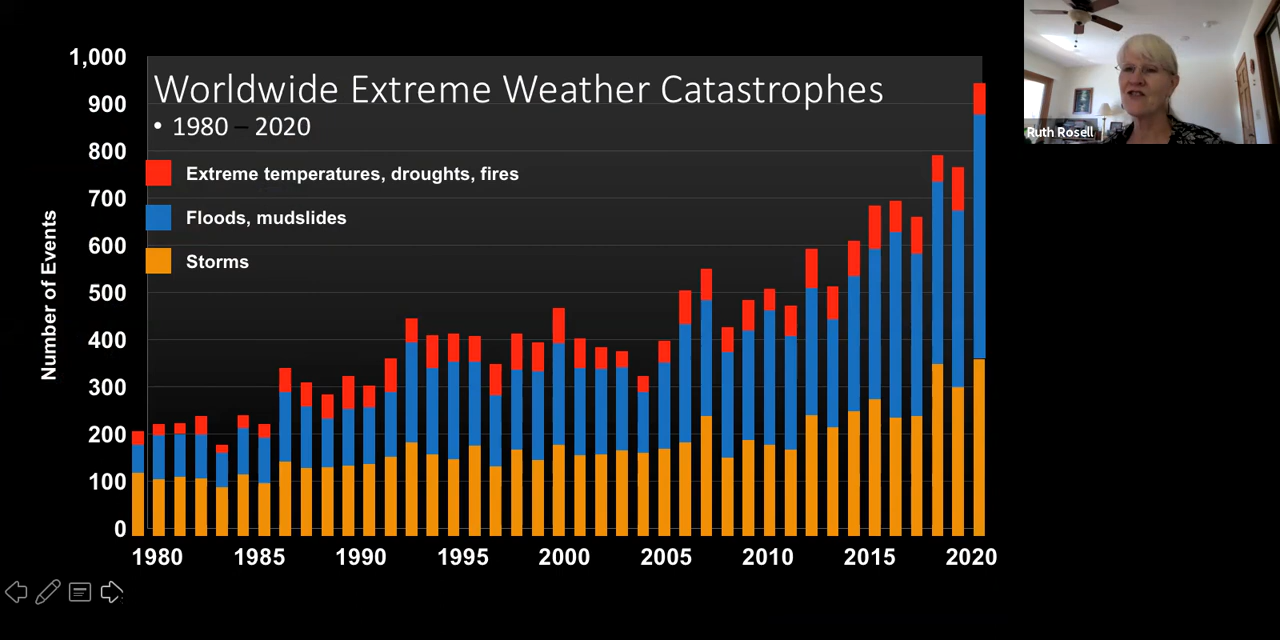 Worldwide Extreme Weather Catastrophes
• 1980 – 2020
Extreme temperatures, droughts, fires
Floods, mudslides
Storms
Number of Events
1,000
900
800
700
600
500
400
300
200
100
0
1980 1985 1990 1995 2000 2005 2010 2015 2020
Ruth Rosell